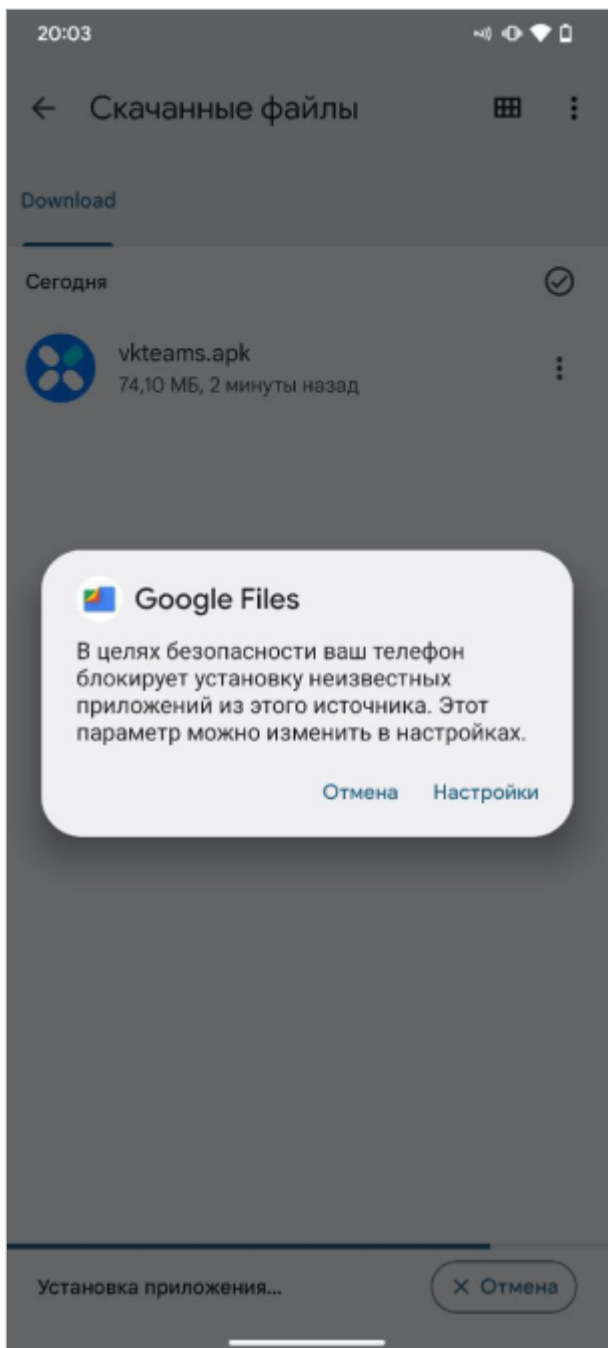 20:03
Скачанные файлы
Download
Сегодня
vkteams.apk
74,10 МБ, 2 минуты назад
Google Files
В целях безопасности ваш телефон
блокирует установку неизвестных
приложений из этого источника. Этот
параметр можно изменить в настройках.
Отмена Настройки
Установка приложения... Отмена